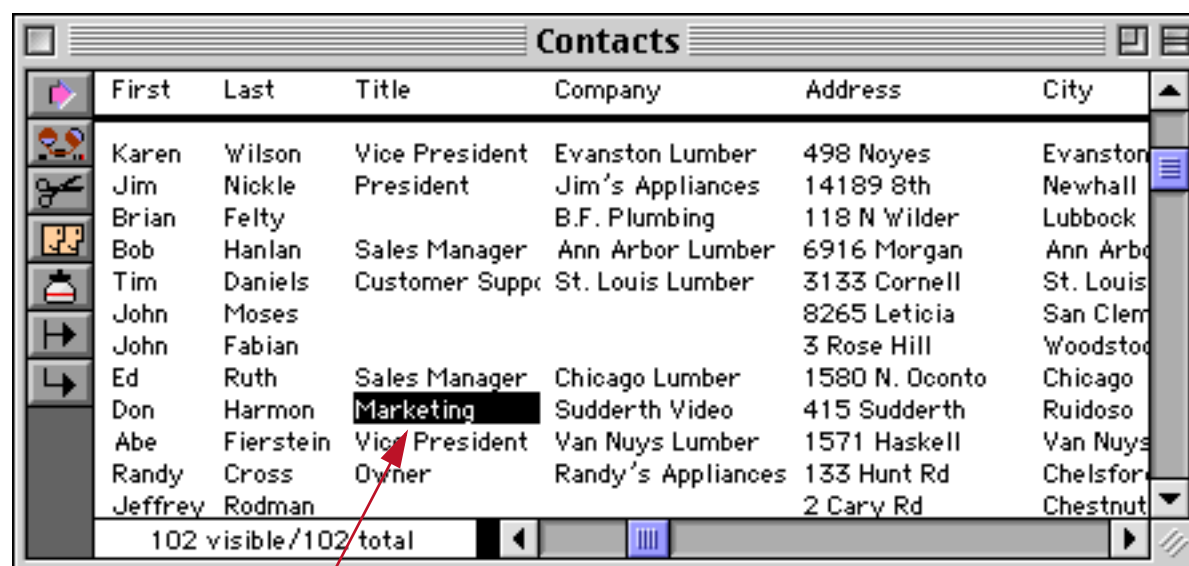 Contacts
First Last Title Company Address City
Karen Wilson Vice President Evanston Lumber 498 Noyes Evanston
Jim Nickle President Jim's Appliances 14189 8th Newhall
Brian Felty B.F. Plumbing 118 N Wilder Lubbock
Bob Hanlan Sales Manager Ann Arbor Lumber 6916 Morgan Ann Arbo
Tim Daniels Customer Suppo St. Louis Lumber 3133 Cornell St. Louis
John Moses 8265 Leticia San Clem
John Fabian 3 Rose Hill Woodstoc
Ed Ruth Sales Manager Chicago Lumber 1580 N. Oconto Chicago
Don Harmon Marketing Sudderth Video 415 Sudderth Ruidoso
Abe Fierstein Vice President Van Nuys Lumber 1571 Haskell Van Nuys
Randy Cross Owner Randy's Appliances 133 Hunt Rd Chelsfor
Jeffrey Rodman 2 Cary Rd Chestnut
102 visible/102 total